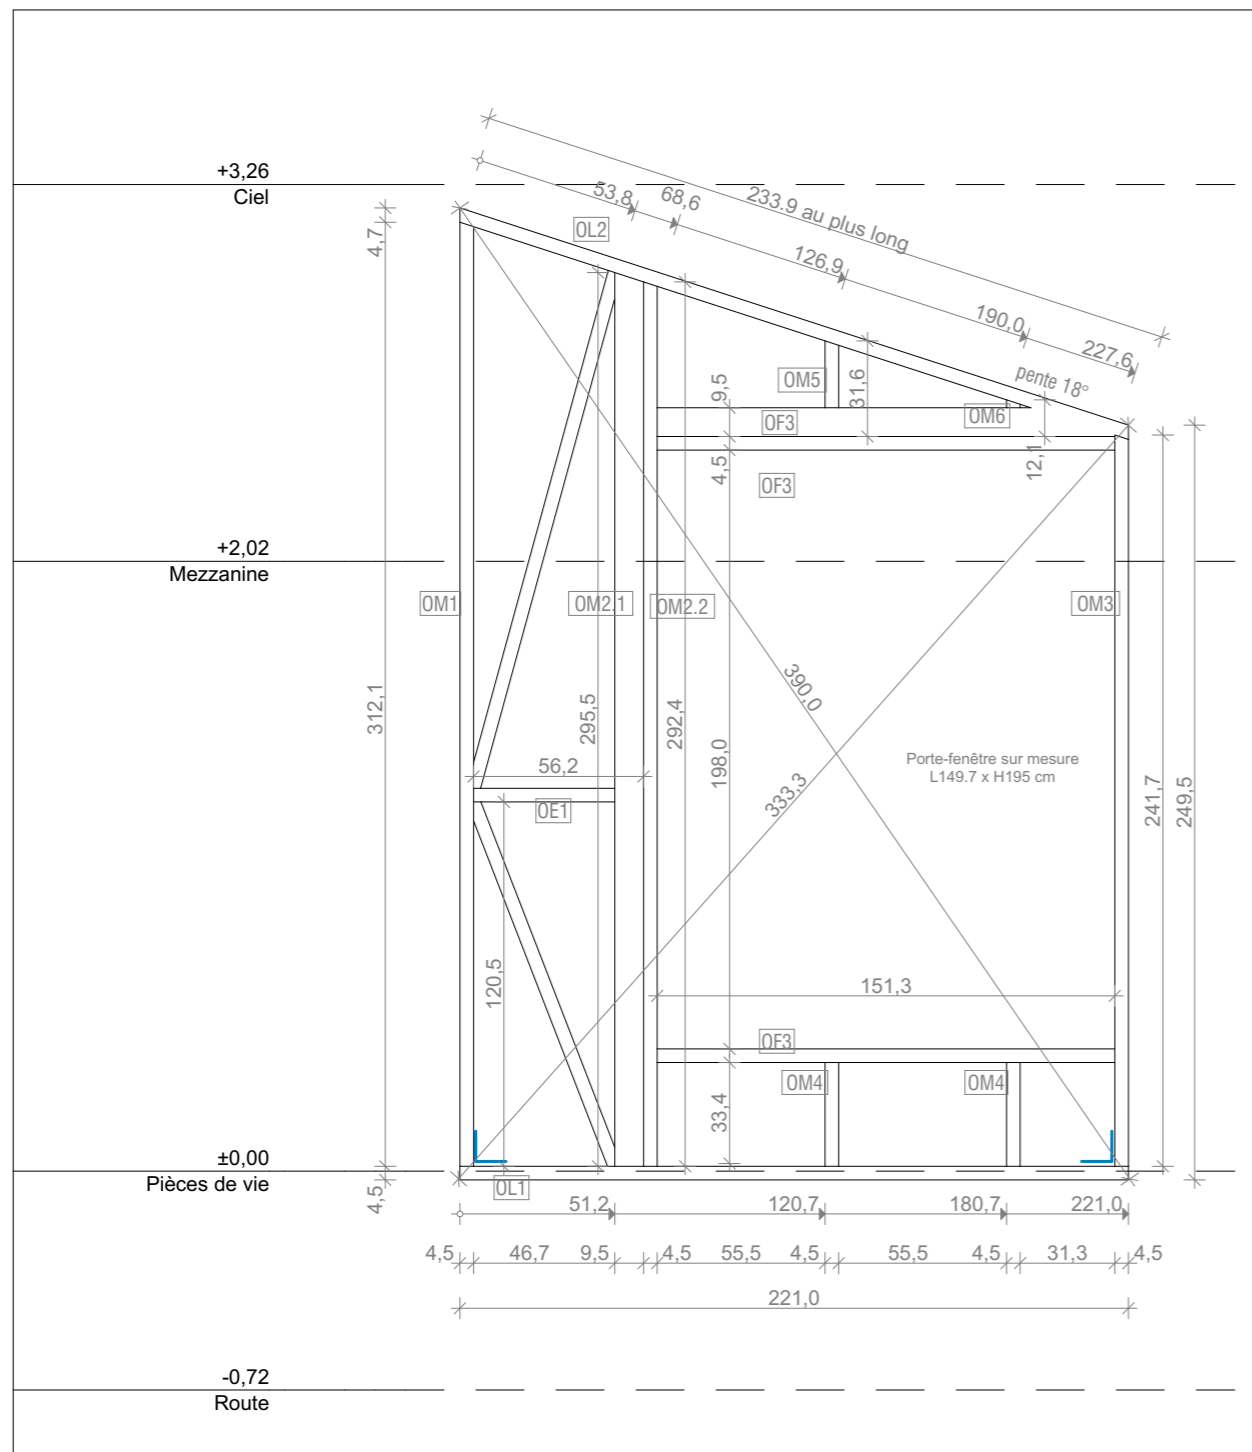 +3,26
Ciel
53,8
68,6
233.9 au plus long
4,7
OL2
126,9
190,0
227,6
pente 18°
OM5
31,6
9,5
OM6
OF3
4,5
12,1
OF3
+2,02
Mezzanine
OM1
OM2.1
OM2.2
OM3
312,1
295,5
292,4
390,0
198,0
333,3
241,7
249,5
Porte-fenêtre sur mesure
L149.7 x H195 cm
56,2
OE1
120,5
151,3
OF3
OM4
OM4
33,4
±0,00
Pièces de vie
4,5
OL1
51,2
120,7
180,7
221,0
4,5 46,7 9,5 4,5 55,5 4,5 55,5 4,5 31,3 4,5
221,0
-0,72
Route